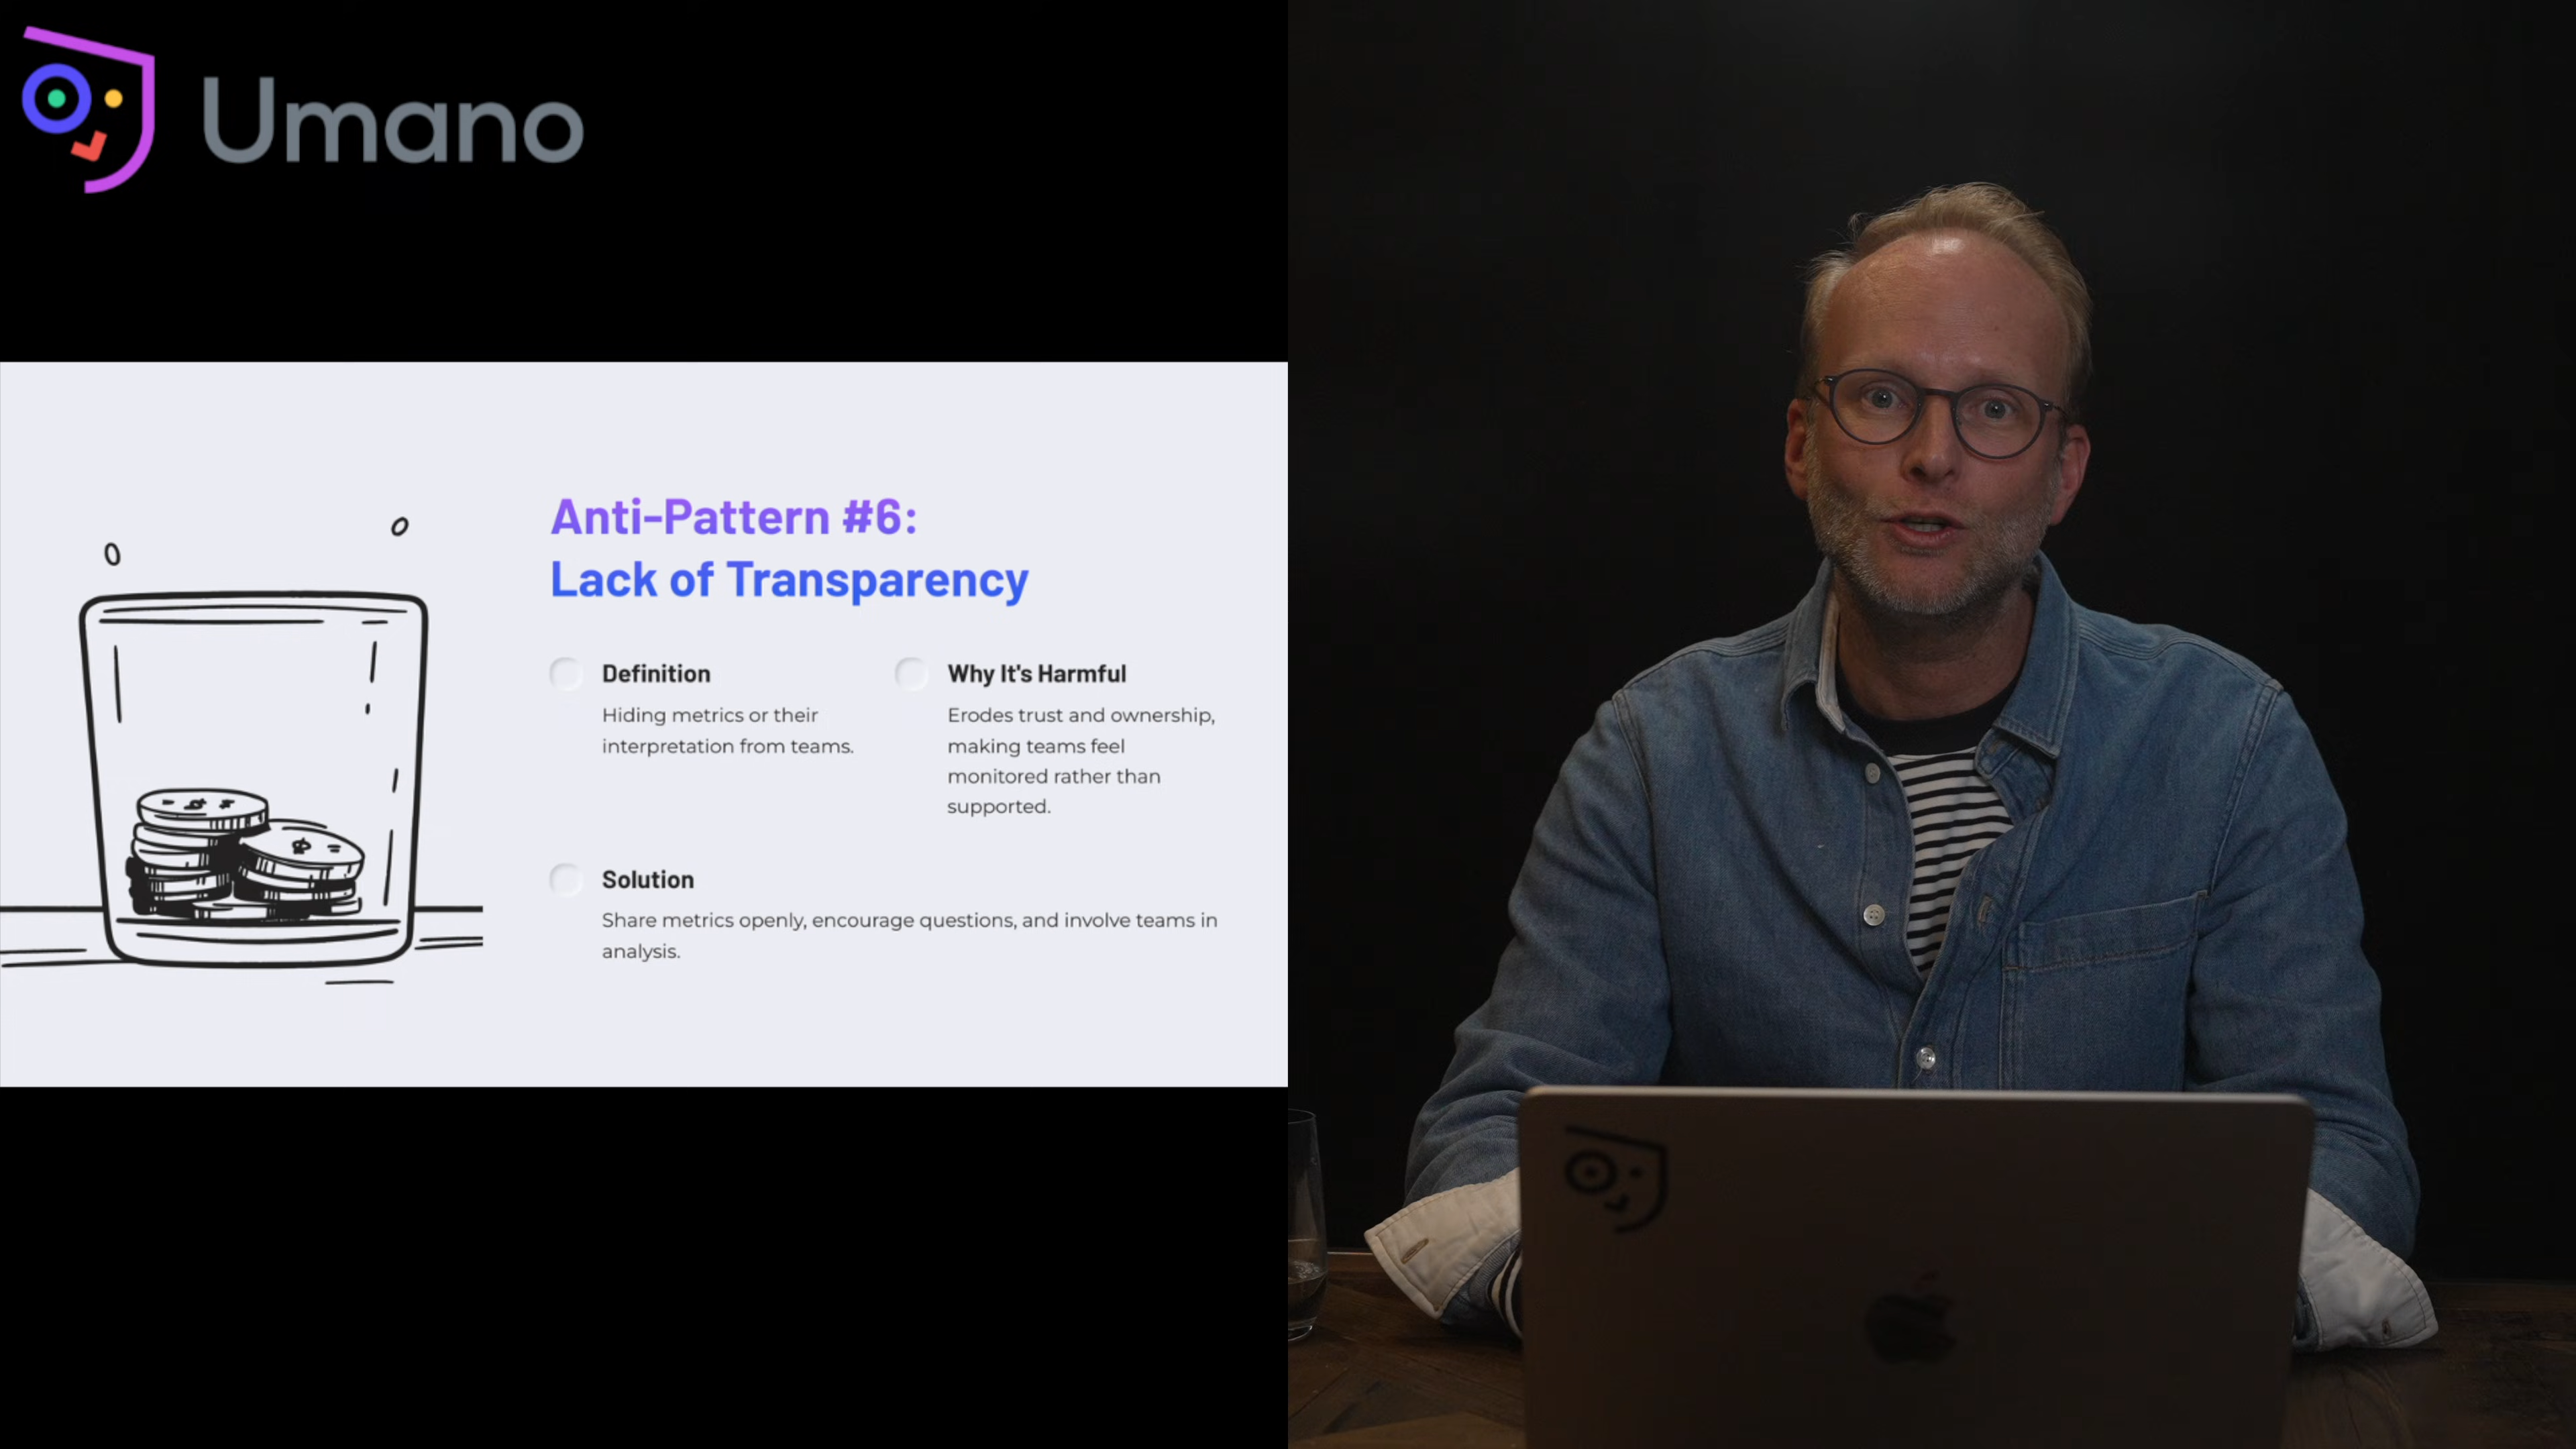 Umano
Anti-Pattern #6:
Lack of Transparency
Definition
Hiding metrics or their
interpretation from teams.
Why It's Harmful
Erodes trust and ownership,
making teams feel
monitored rather than
supported.
Solution
Share metrics openly, encourage questions, and involve teams in
analysis.